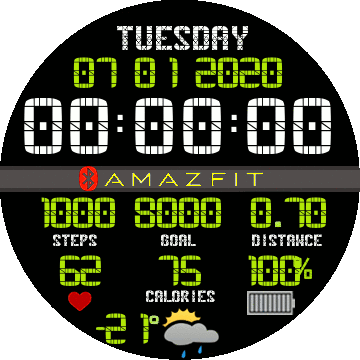 TUESDAY
07 01 2020
00:00:00
AMAZFIT
1000 5000 0.70
STEPS GOAL DISTANCE
62 75 100%
CALORIES
-21°